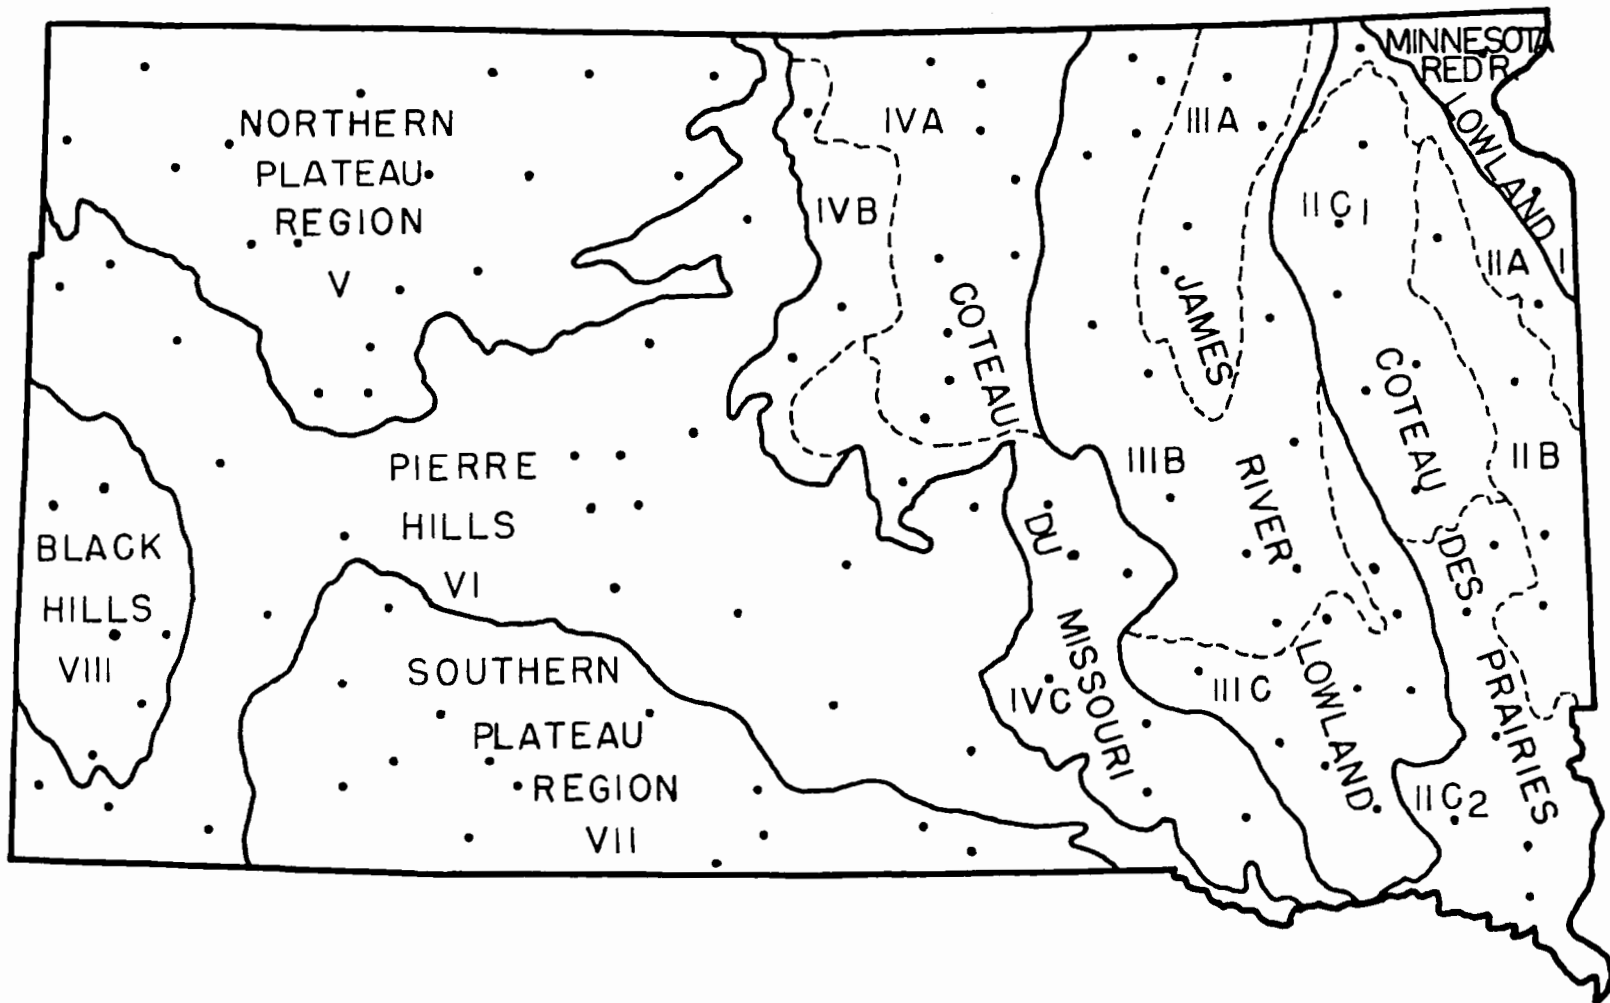 NORTHERN
PLATEAU
REGION
V
BLACK
HILLS
VIII
PIERRE
HILLS
VI
SOUTHERN
PLATEAU
REGION
VII
IVA
IVB
IVC
COTEAU
DU
MISSOURI
IIIA
IIIB
IIIC
JAMES
RIVER
LOWLAND
MINNESOTA
RED R.
LOWLAND I
IIC1
IIA
IIB
IIC2
COTEAU
DES
PRAIRIES